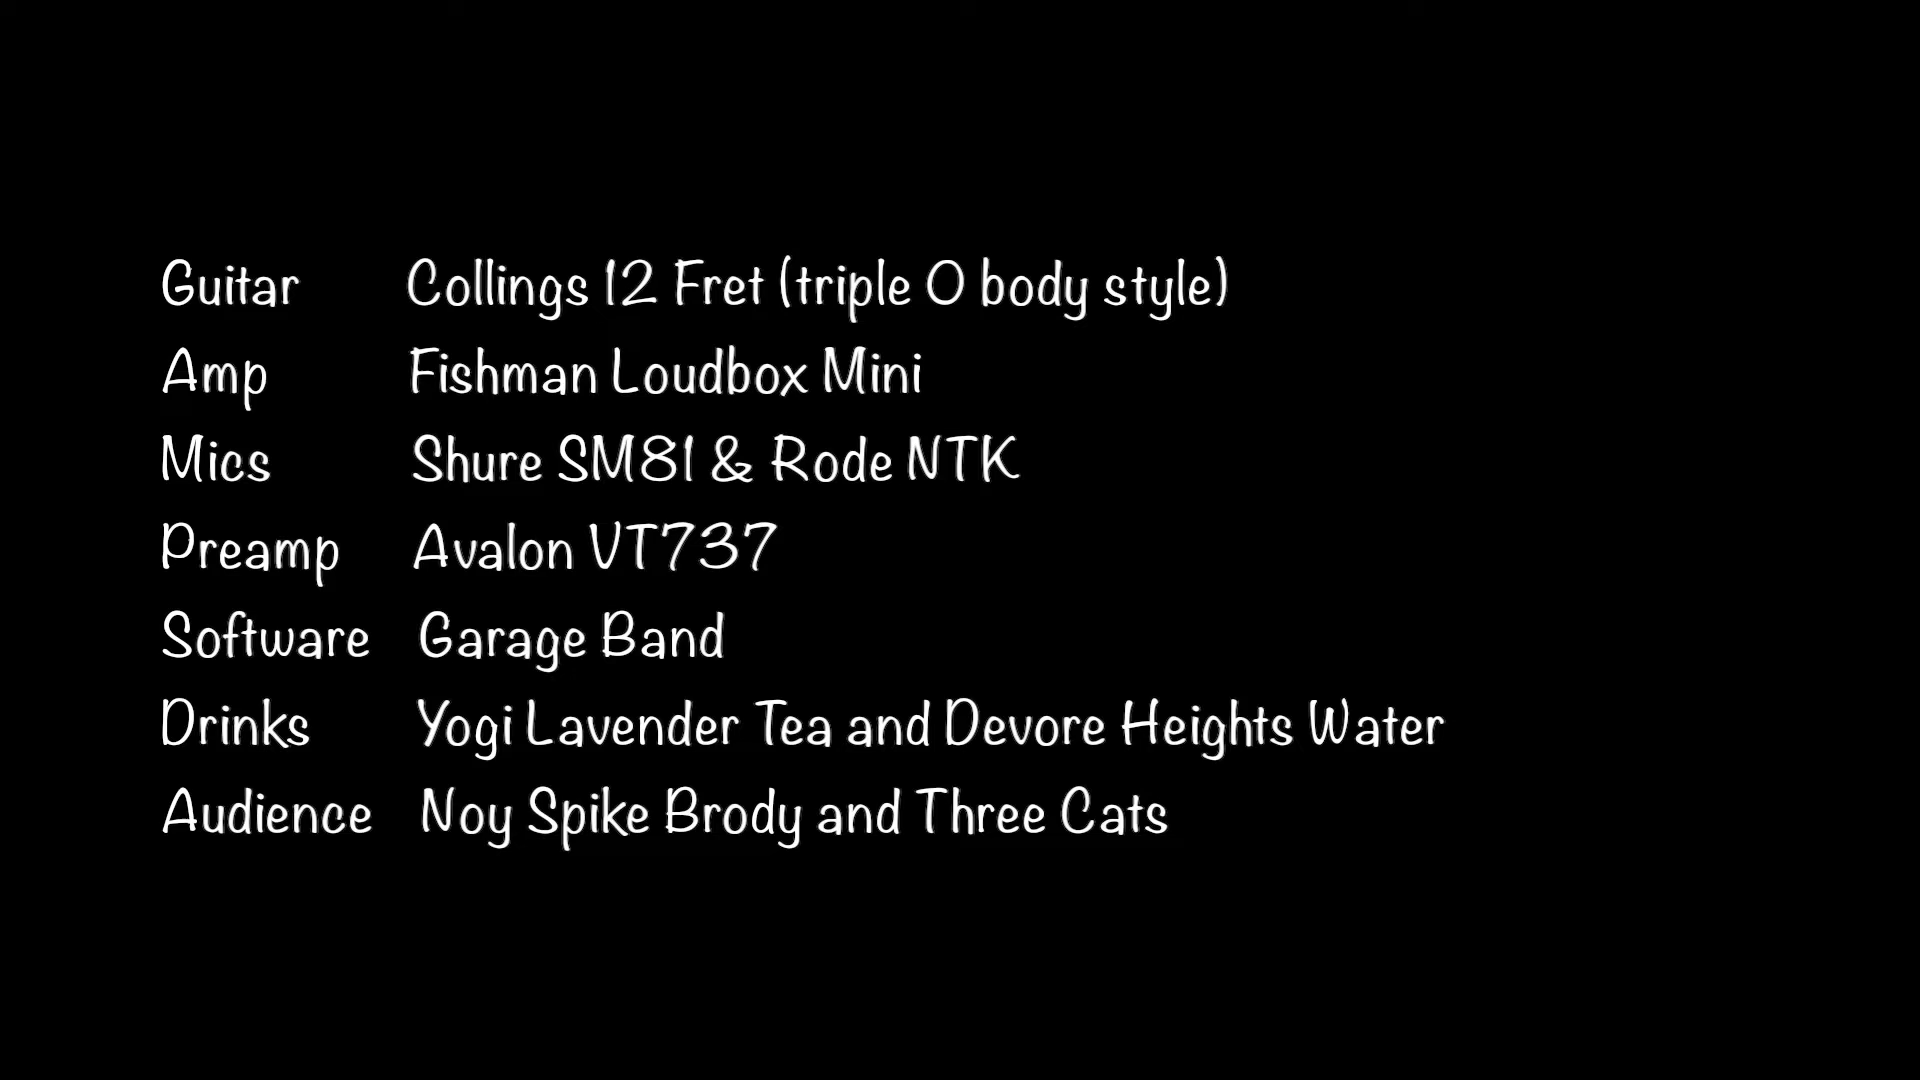 Guitar Collings 12 Fret (triple O body style)
Amp Fishman Loudbox Mini
Mics Shure SM81 & Rode NTK
Preamp Avalon VT737
Software Garage Band
Drinks Yogi Lavender Tea and Devore Heights Water
Audience Noy Spike Brody and Three Cats